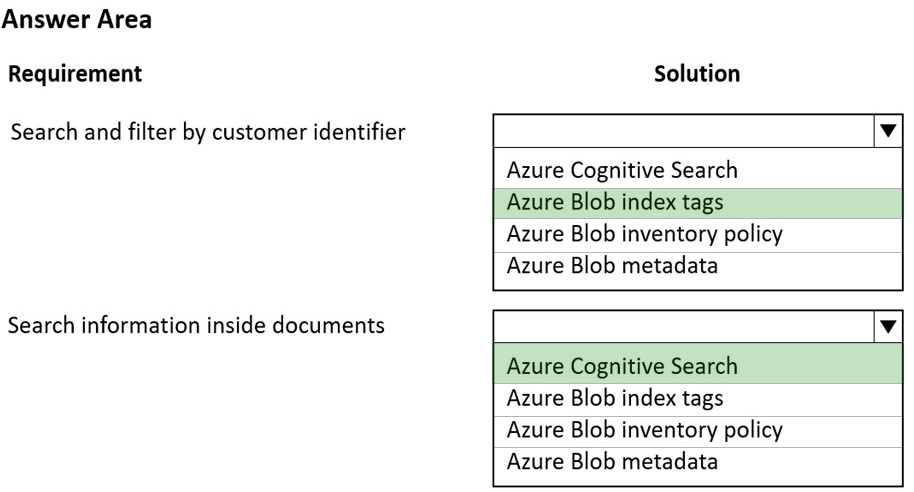 Answer Area
Requirement Solution
Search and filter by customer identifier
Azure Cognitive Search
Azure Blob index tags
Azure Blob inventory policy
Azure Blob metadata
Search information inside documents
Azure Cognitive Search
Azure Blob index tags
Azure Blob inventory policy
Azure Blob metadata